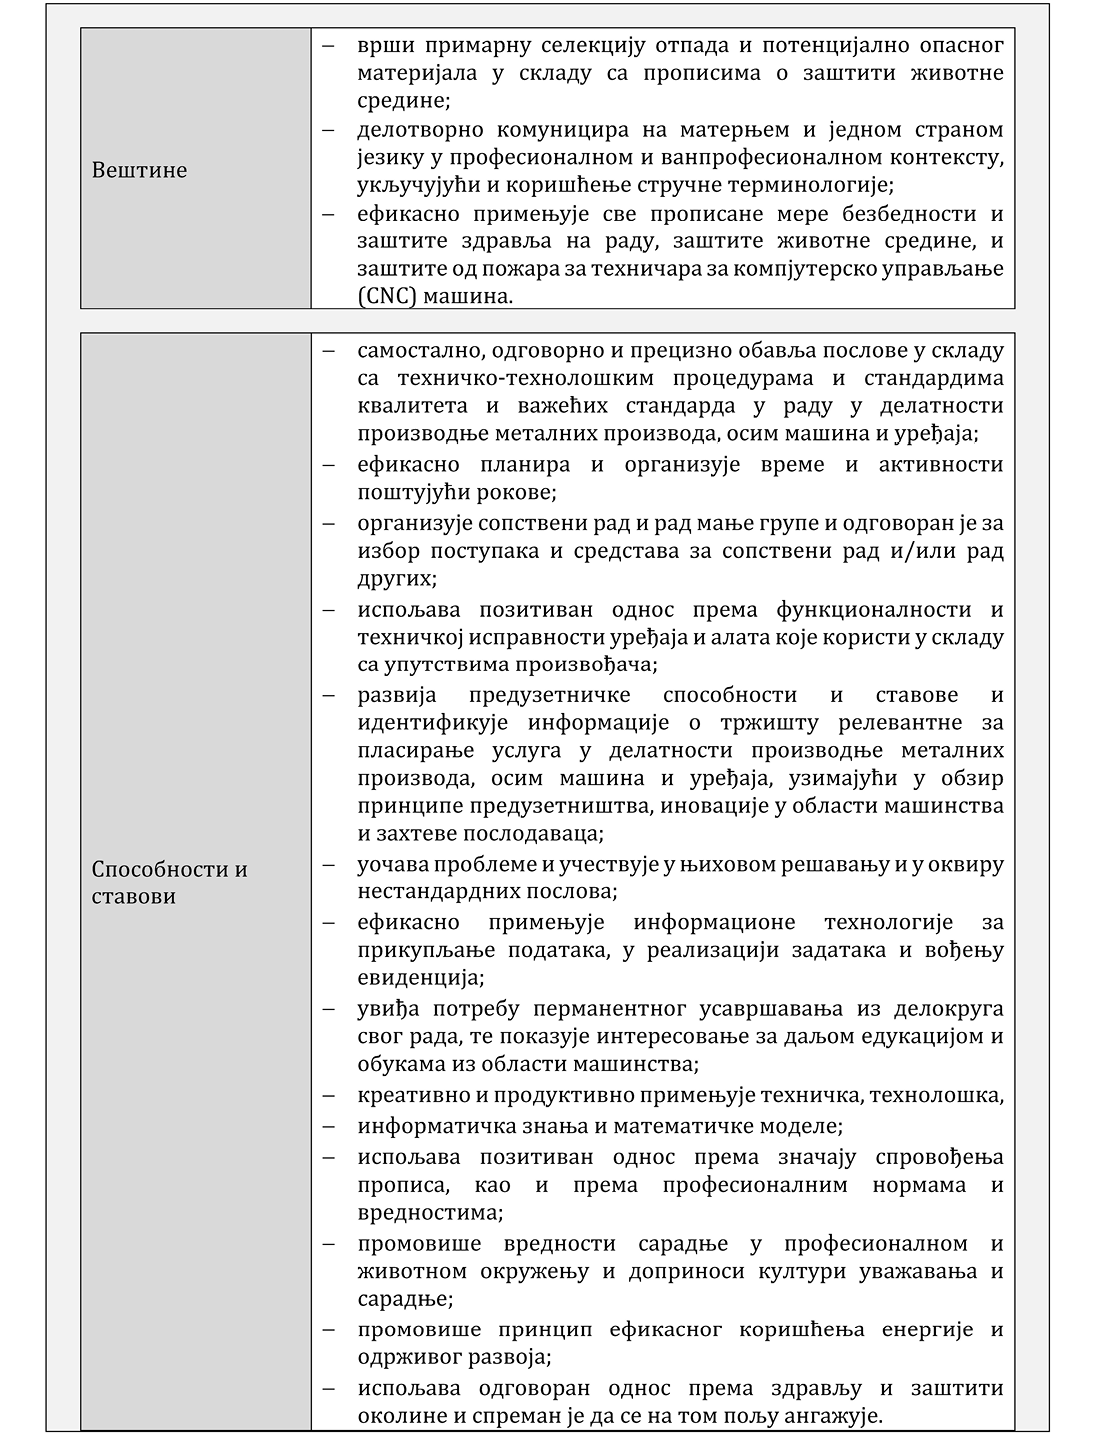 Вештине
– врши примарну селекцију отпада и потенцијално опасног
материјала у складу са прописима о заштити животне
средине;
– делотворно комуницира на матерњем и једном страном
језику у професионалном и ванпрофесионалном контексту,
укључујући и коришћење стручне терминологије;
– ефикасно примењује све прописане мере безбедности и
заштите здравља на раду, заштите животне средине, и
заштите од пожара за техничара за компјутерско управљање
(CNC) машина.
Способности и
ставови
– самостално, одговорно и прецизно обавља послове у складу
са техничко-технолошким процедурама и стандардима
квалитета и важећих стандарда у раду у делатности
производње металних производа, осим машина и уређаја;
– ефикасно планира и организује време и активности
поштујући рокове;
– организује сопствени рад и рад мање групе и одговоран је за
избор поступака и средстава за сопствени рад и/или рад
других;
– испољава позитиван однос према функционалности и
техничкој исправности уређаја и алата које користи у складу
са упутствима произвођача;
– развија предузетничке способности и ставове и
идентификује информације о тржишту релевантне за
пласирање услуга у делатности производње металних
производа, осим машина и уређаја, узимајући у обзир
принципе предузетништва, иновације у области машинства
и захтеве послодаваца;
– уочава проблеме и учествује у њиховом решавању и у оквиру
нестандардних послова;
– ефикасно примењује информационе технологије за
прикупљање података, у реализацији задатака и вођењу
евиденција;
– увиђа потребу перманентног усавршавања из делокруга
свог рада, те показује интересовање за даљом едукацијом и
обукама из области машинства;
– креативно и продуктивно примењује техничка, технолошка,
– информатичка знања и математичке моделе;
– испољава позитиван однос према значају спровођења
прописа, као и према професионалним нормама и
вредностима;
– промовише вредности сарадње у професионалном и
животном окружењу и доприноси култури уважавања и
сарадње;
– промовише принцип ефикасног коришћења енергије и
одрживог развоја;
– испољава одговоран однос према здрављу и заштити
околине и спреман је да се на том пољу ангажује.